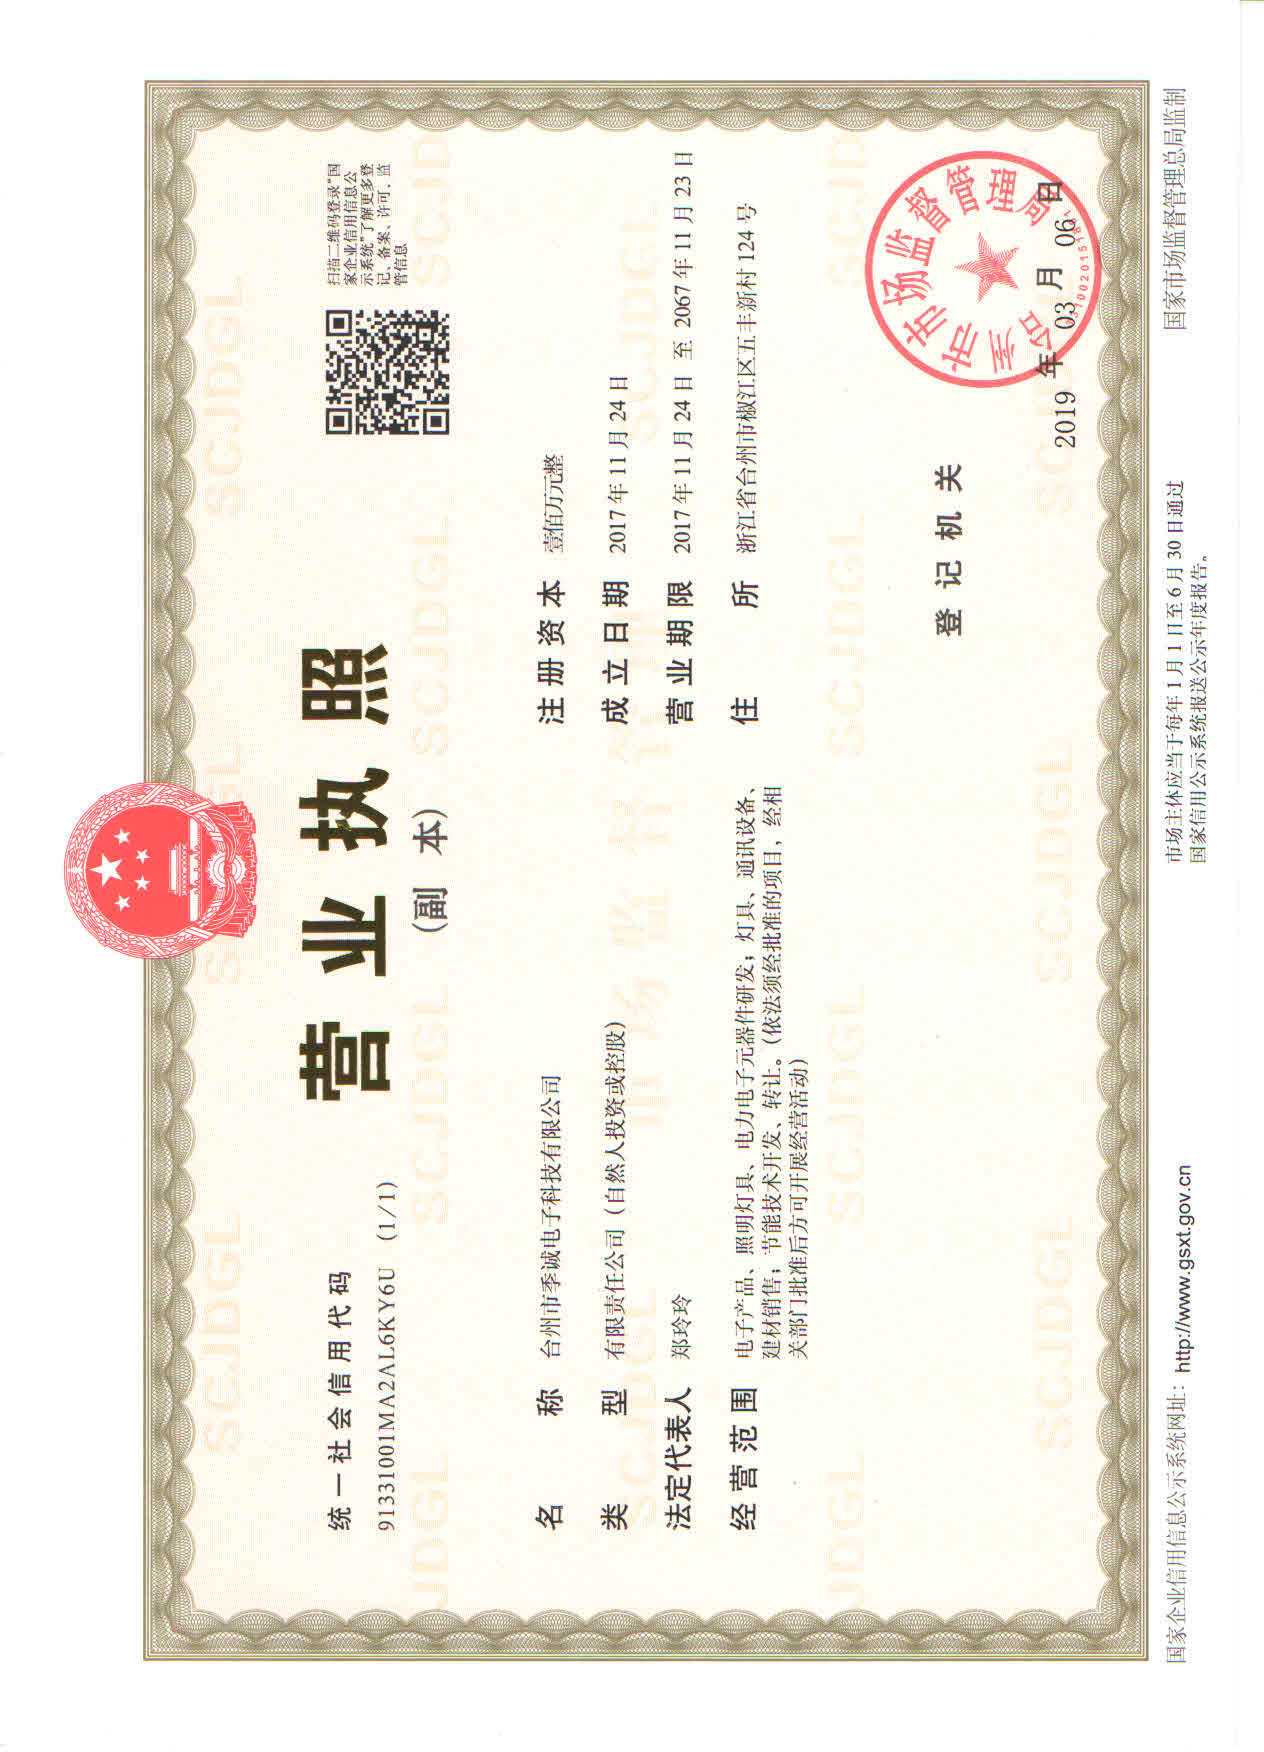 统一社会信用代码
91331001MA2AL6KY6U (1/1)
营业执照
(副 本)
扫描二维码登录“国
家企业信用信息公
示系统”了解更多登
记、备案、许可、监
管信息
名 称 台州市季诚电子科技有限公司
类 型 有限责任公司（自然人投资或控股）
法定代表人 郑玲玲
经营范围 电子产品、照明灯具、电力电子元器件研发；灯具、通讯设备、
建材销售；节能技术开发、转让。（依法须经批准的项目，经相
关部门批准后方可开展经营活动）
注册资本 壹佰万元整
成立日期 2017年11月24日
营业期限 2017年11月24日 至 2067年11月23日
住 所 浙江省台州市椒江区五丰新村124号
登记机关
台州市市场监督管理局
2019 年 03 月 06 日
国家企业信用信息公示系统网址：http://www.gsxt.gov.cn
市场主体应当于每年1月1日至6月30日通过
国家信用公示系统报送公示年度报告。
国家市场监督管理总局监制